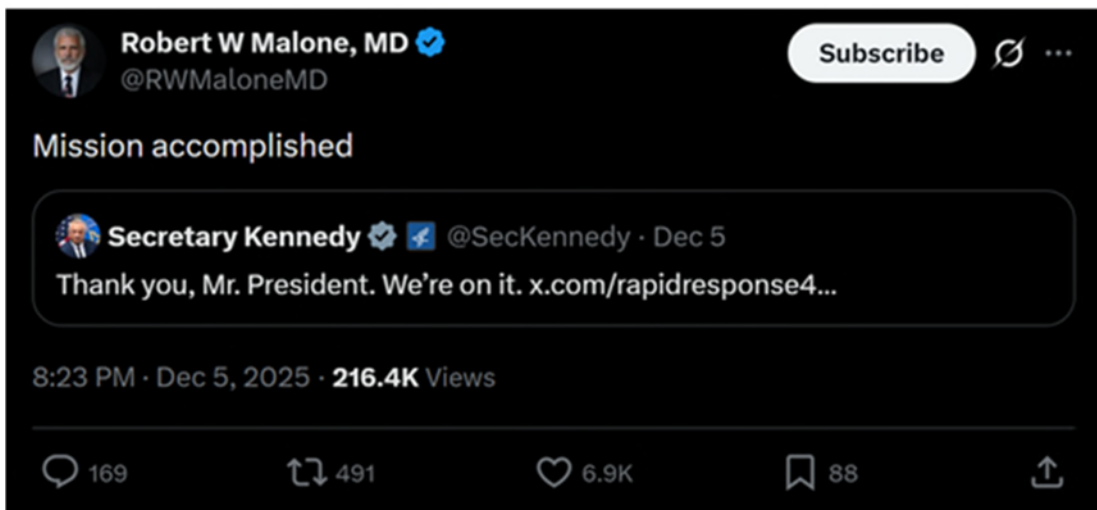 Robert W Malone, MD
Subscribe
@RWMaloneMD
Mission accomplished
Secretary Kennedy @SecKennedy · Dec 5
Thank you, Mr. President. We’re on it. x.com/rapidresponse4...
8:23 PM · Dec 5, 2025 · 216.4K Views
169 491 6.9K 88